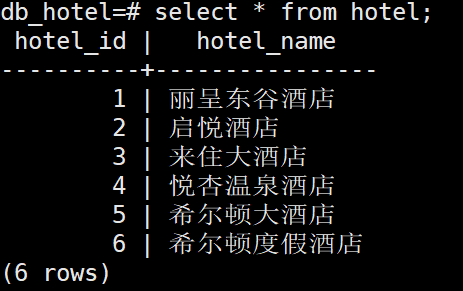 db_hotel=# select * from hotel;
 hotel_id |   hotel_name
----------+----------------
        1 | 丽呈东谷酒店
        2 | 启悦酒店
        3 | 来住大酒店
        4 | 悦杏温泉酒店
        5 | 希尔顿大酒店
        6 | 希尔顿度假酒店
(6 rows)